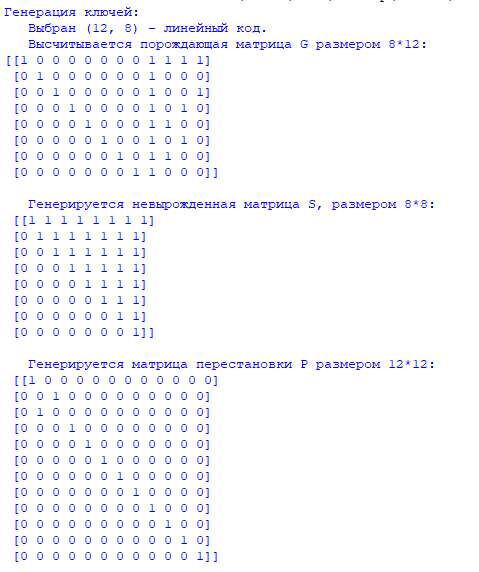 Генерация ключей:
Выбран (12, 8) - линейный код.
Высчитывается порождающая матрица G размером 8*12:
[[1 0 0 0 0 0 0 0 1 1 1 1]
[0 1 0 0 0 0 0 0 1 0 0 0]
[0 0 1 0 0 0 0 0 1 0 0 1]
[0 0 0 1 0 0 0 0 1 0 1 0]
[0 0 0 0 1 0 0 0 1 1 0 0]
[0 0 0 0 0 1 0 0 1 0 1 0]
[0 0 0 0 0 0 1 0 1 1 0 0]
[0 0 0 0 0 0 0 1 1 0 0 0]]
Генерируется невырожденная матрица S, размером 8*8:
[[1 1 1 1 1 1 1 1]
[0 1 1 1 1 1 1 1]
[0 0 1 1 1 1 1 1]
[0 0 0 1 1 1 1 1]
[0 0 0 0 1 1 1 1]
[0 0 0 0 0 1 1 1]
[0 0 0 0 0 0 1 1]
[0 0 0 0 0 0 0 1]]
Генерируется матрица перестановки P размером 12*12:
[[1 0 0 0 0 0 0 0 0 0 0 0]
[0 0 1 0 0 0 0 0 0 0 0 0]
[0 1 0 0 0 0 0 0 0 0 0 0]
[0 0 0 1 0 0 0 0 0 0 0 0]
[0 0 0 0 1 0 0 0 0 0 0 0]
[0 0 0 0 0 1 0 0 0 0 0 0]
[0 0 0 0 0 0 1 0 0 0 0 0]
[0 0 0 0 0 0 0 1 0 0 0 0]
[0 0 0 0 0 0 0 0 1 0 0 0]
[0 0 0 0 0 0 0 0 0 1 0 0]
[0 0 0 0 0 0 0 0 0 0 1 0]
[0 0 0 0 0 0 0 0 0 0 0 1]]